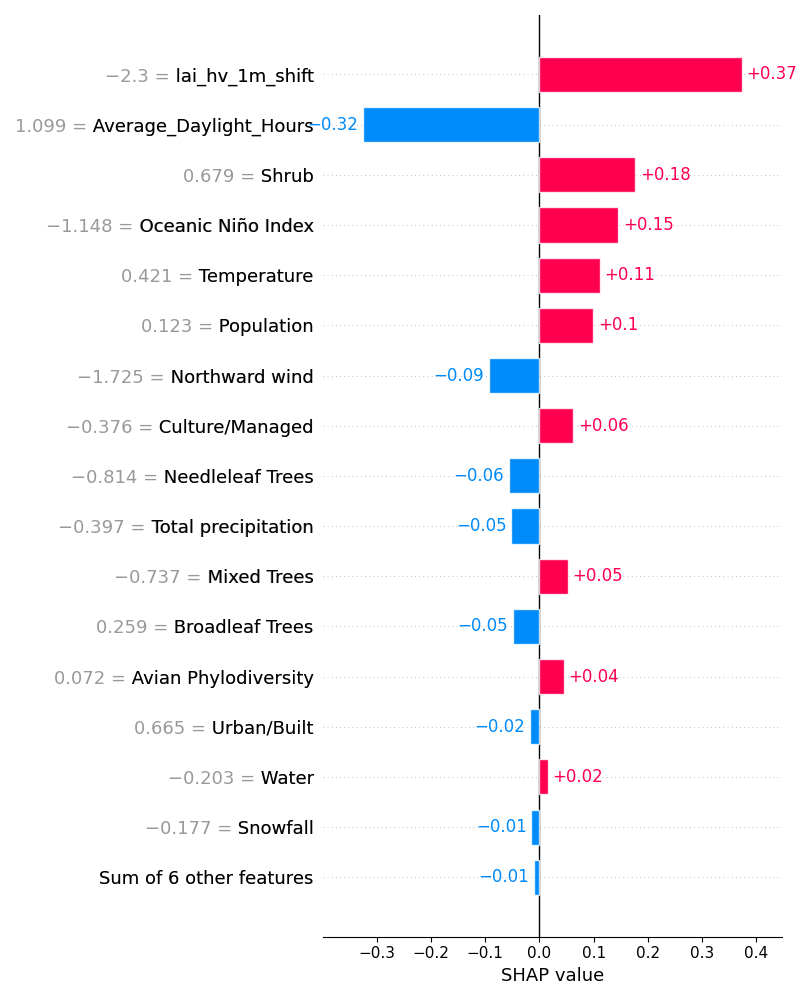 −2.3 = lai_hv_1m_shift +0.37
1.099 = Average_Daylight_Hours −0.32
0.679 = Shrub +0.18
−1.148 = Oceanic Niño Index +0.15
0.421 = Temperature +0.11
0.123 = Population +0.1
−1.725 = Northward wind −0.09
−0.376 = Culture/Managed +0.06
−0.814 = Needleleaf Trees −0.06
−0.397 = Total precipitation −0.05
−0.737 = Mixed Trees +0.05
0.259 = Broadleaf Trees −0.05
0.072 = Avian Phylodiversity +0.04
0.665 = Urban/Built −0.02
−0.203 = Water +0.02
−0.177 = Snowfall −0.01
Sum of 6 other features −0.01
−0.3 −0.2 −0.1 0.0 0.1 0.2 0.3 0.4
SHAP value